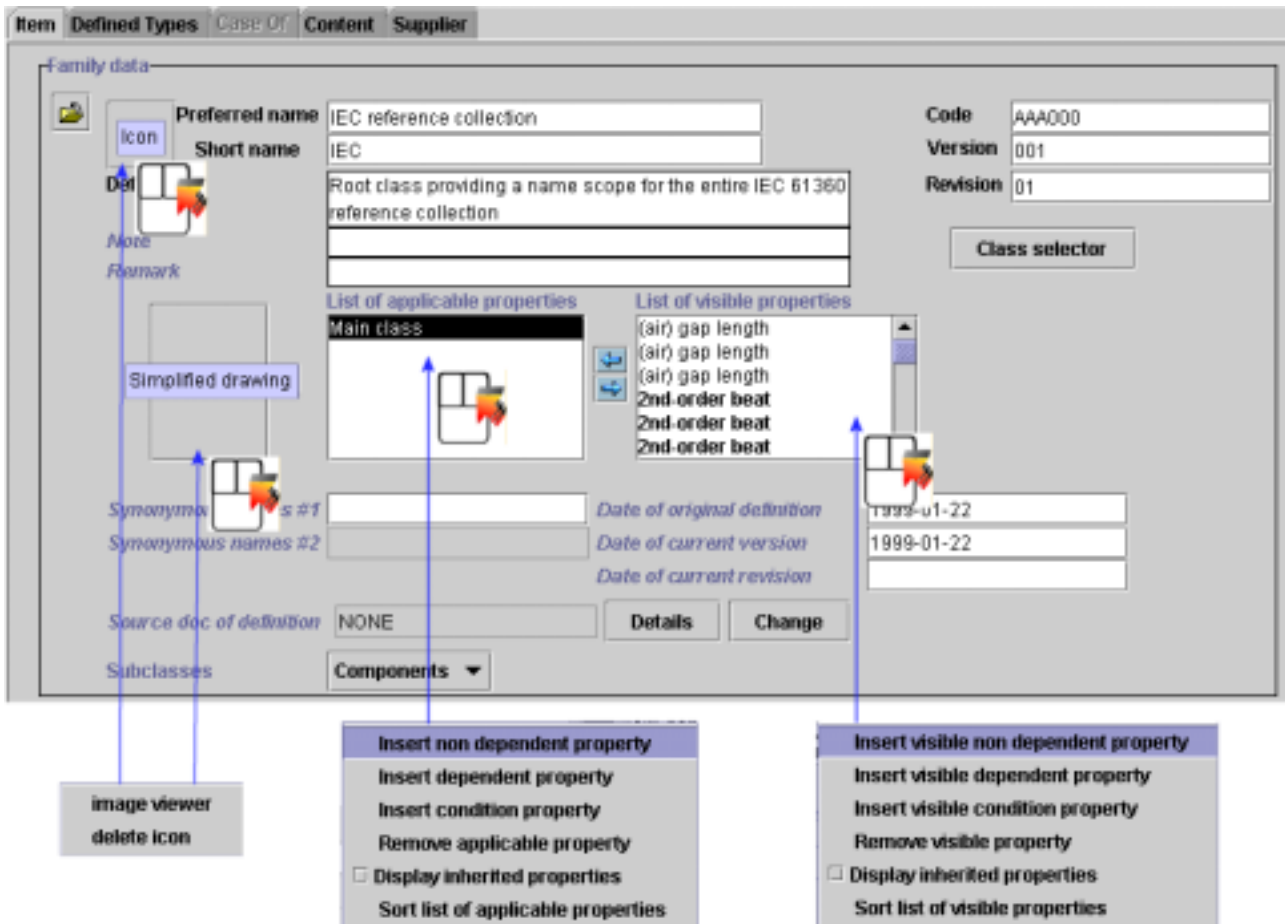 Item Defined Types Case Of Content Supplier
Family data
Icon
Preferred name IEC reference collection
Code AAA000
Short name IEC
Version 001
Root class providing a name scope for the entire IEC 61360
reference collection
Revision 01
Note
Class selector
Remark
List of applicable properties
List of visible properties
Main class
(air) gap length
(air) gap length
(air) gap length
2nd-order beat
2nd-order beat
2nd-order beat
Simplified drawing
#1
Date of original definition 1999-01-22
Synonymous names #2
Date of current version 1999-01-22
Date of current revision
Source doc of definition NONE Details Change
Subclasses Components
image viewer
delete icon
Insert non dependent property
Insert dependent property
Insert condition property
Remove applicable property
Display inherited properties
Sort list of applicable properties
Insert visible non dependent property
Insert visible dependent property
Insert visible condition property
Remove visible property
Display inherited properties
Sort list of visible properties